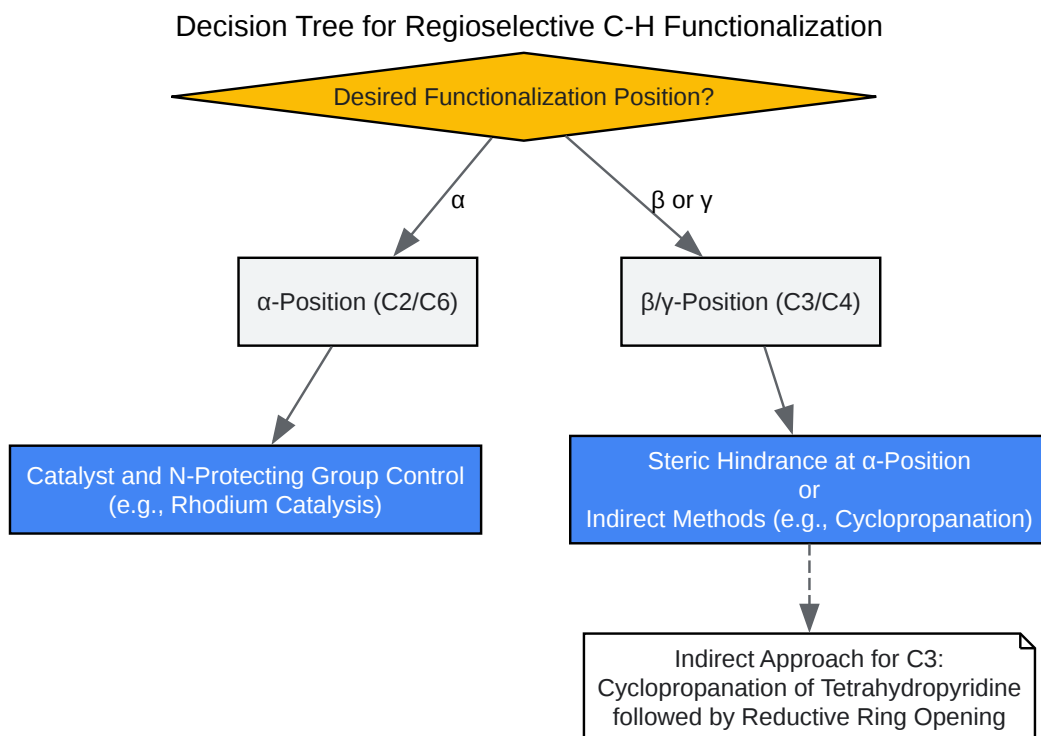 Decision Tree for Regioselective C-H Functionalization
Desired Functionalization Position?
α
β or γ
α-Position (C2/C6)
β/γ-Position (C3/C4)
Catalyst and N-Protecting Group Control
(e.g., Rhodium Catalysis)
Steric Hindrance at α-Position
or
Indirect Methods (e.g., Cyclopropanation)
Indirect Approach for C3:
Cyclopropanation of Tetrahydropyridine
followed by Reductive Ring Opening